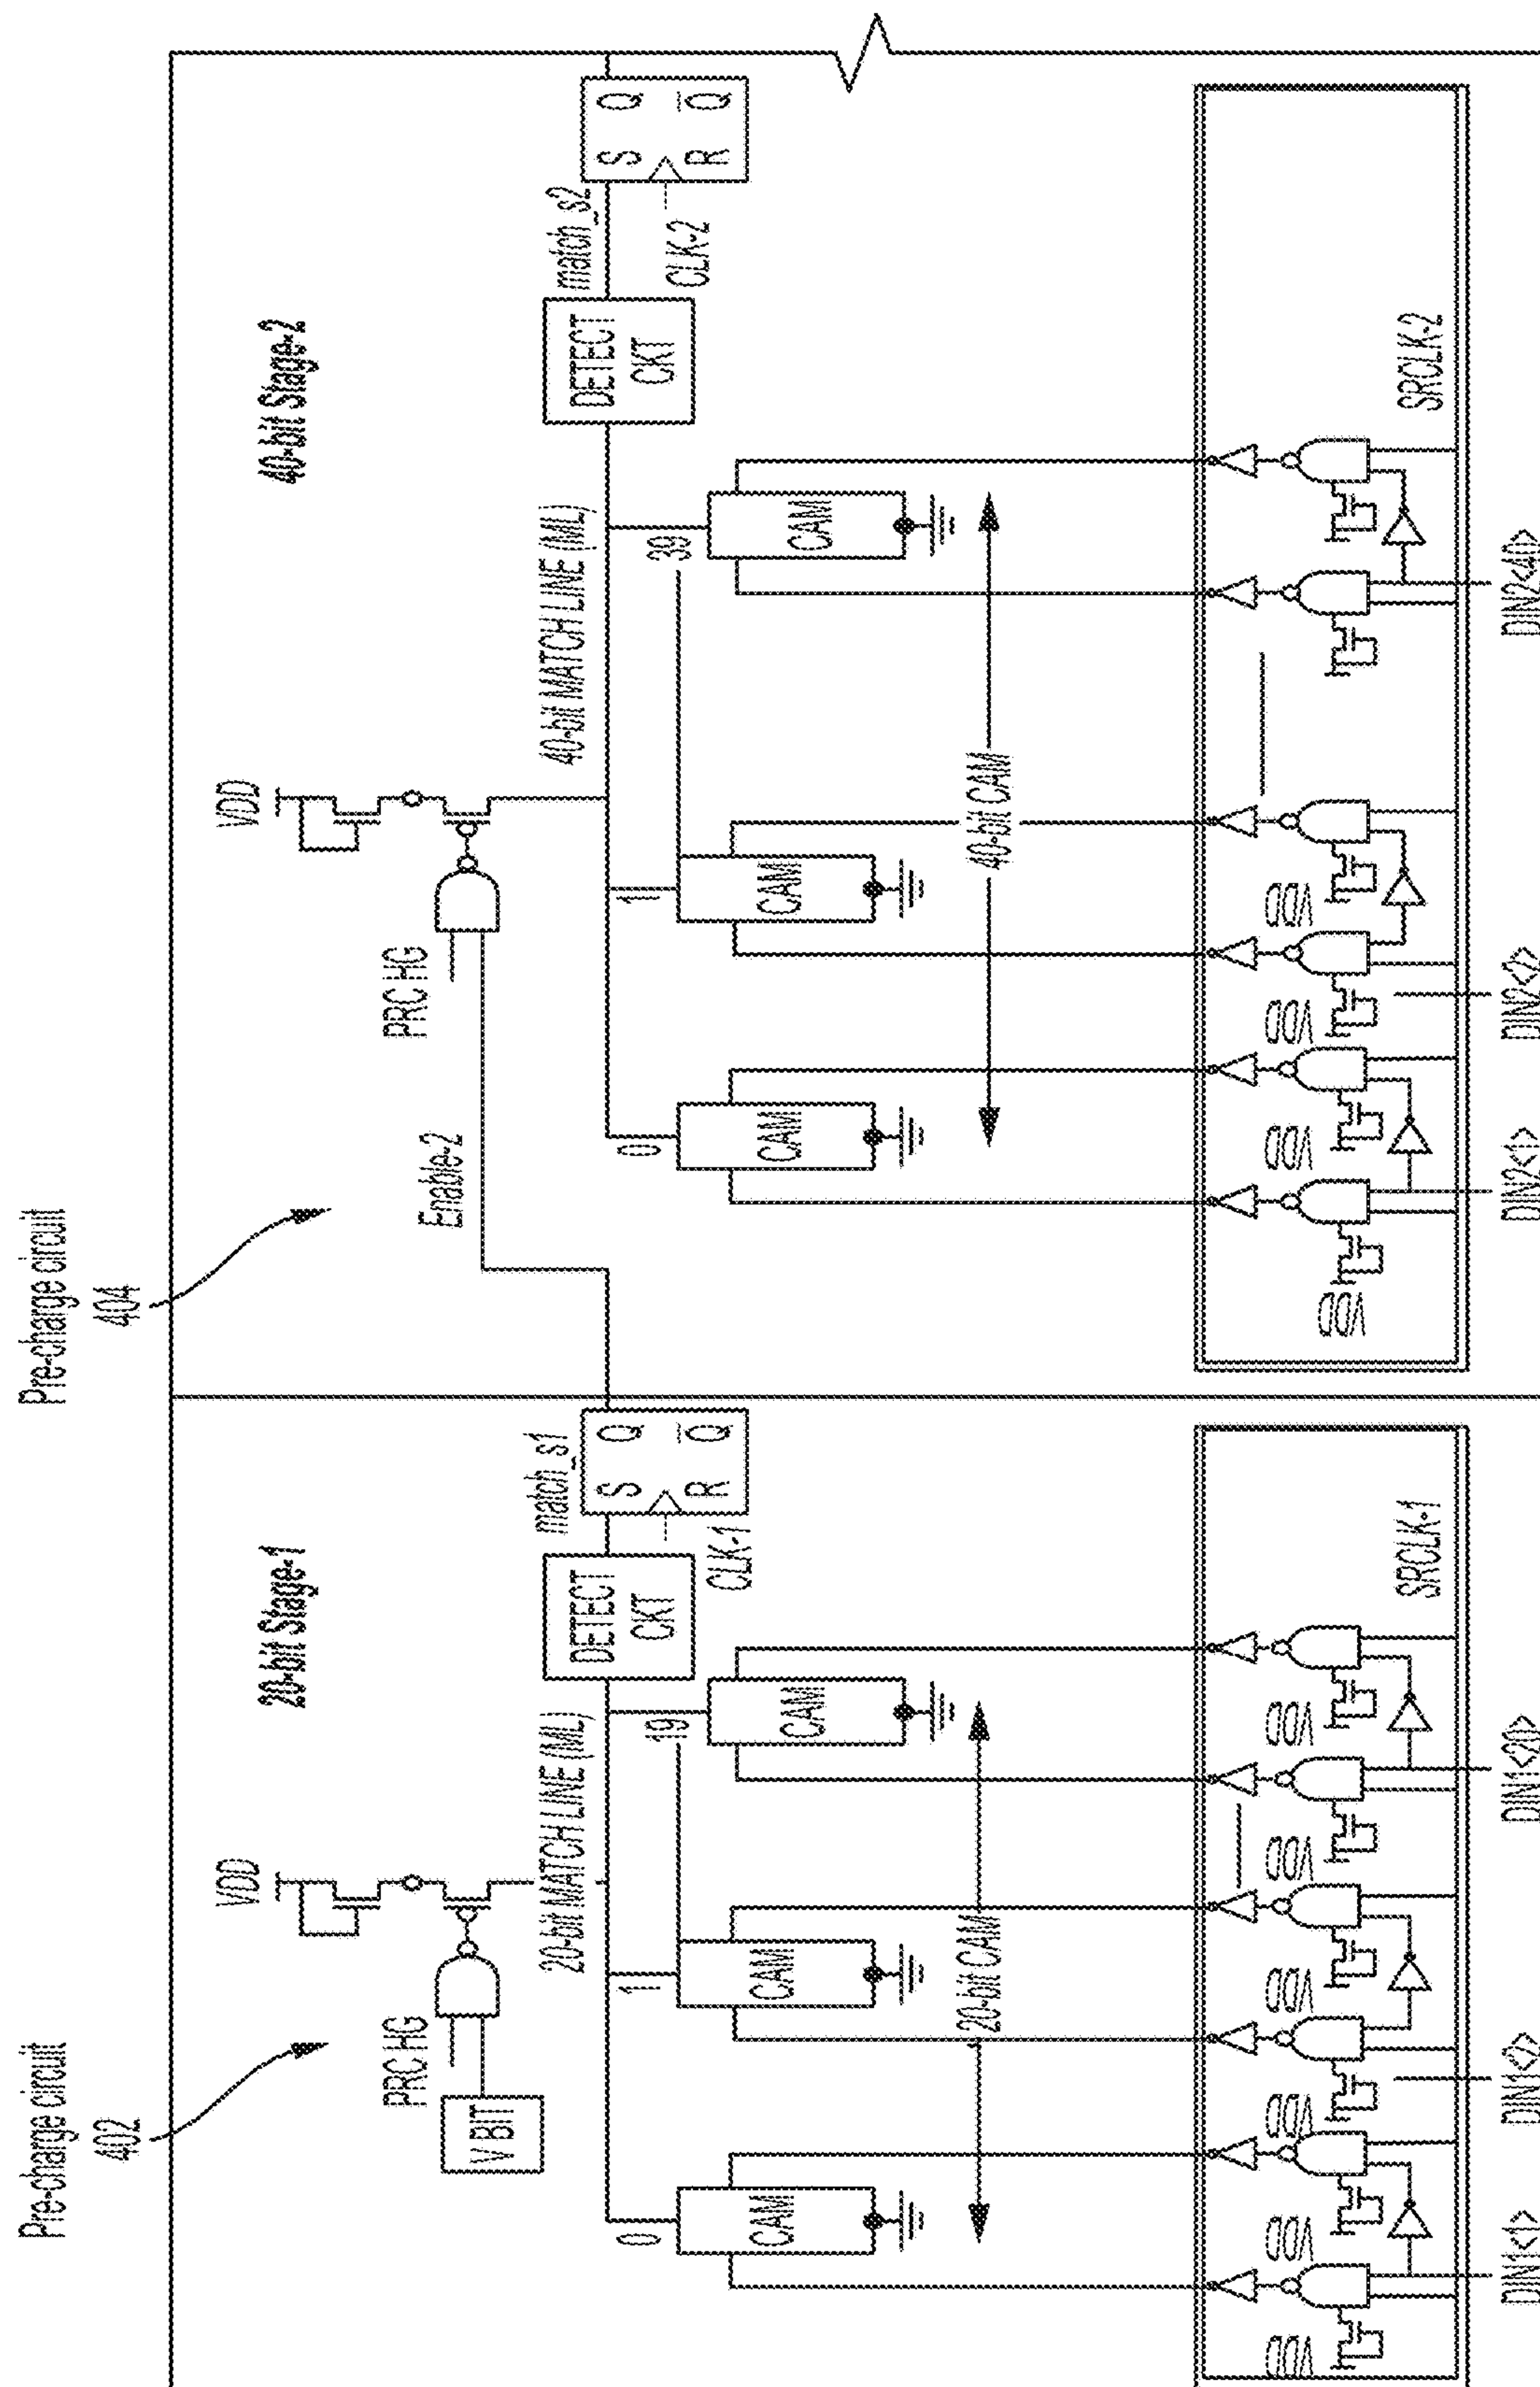 Pre-charge circuit
402
Pre-charge circuit
404
20-bit Stage-1
40-bit Stage-2
VDD
PRC HG
V BIT
20-bit MATCH LINE (ML)
DETECT
CKT
match_s1
S Q
R Q
CLK-1
0
1
19
CAM
CAM
CAM
20-bit CAM
VDD
VDD
VDD
VDD
VDD
VDD
SRCLK-1
DIN1<1>
DIN1<2>
DIN1<20>
VDD
PRC HG
Enable-2
40-bit MATCH LINE (ML)
DETECT
CKT
match_s2
S Q
R Q
CLK-2
0
1
39
CAM
CAM
CAM
40-bit CAM
VDD
VDD
VDD
VDD
SRCLK-2
DIN2<1>
DIN2<2>
DIN2<40>